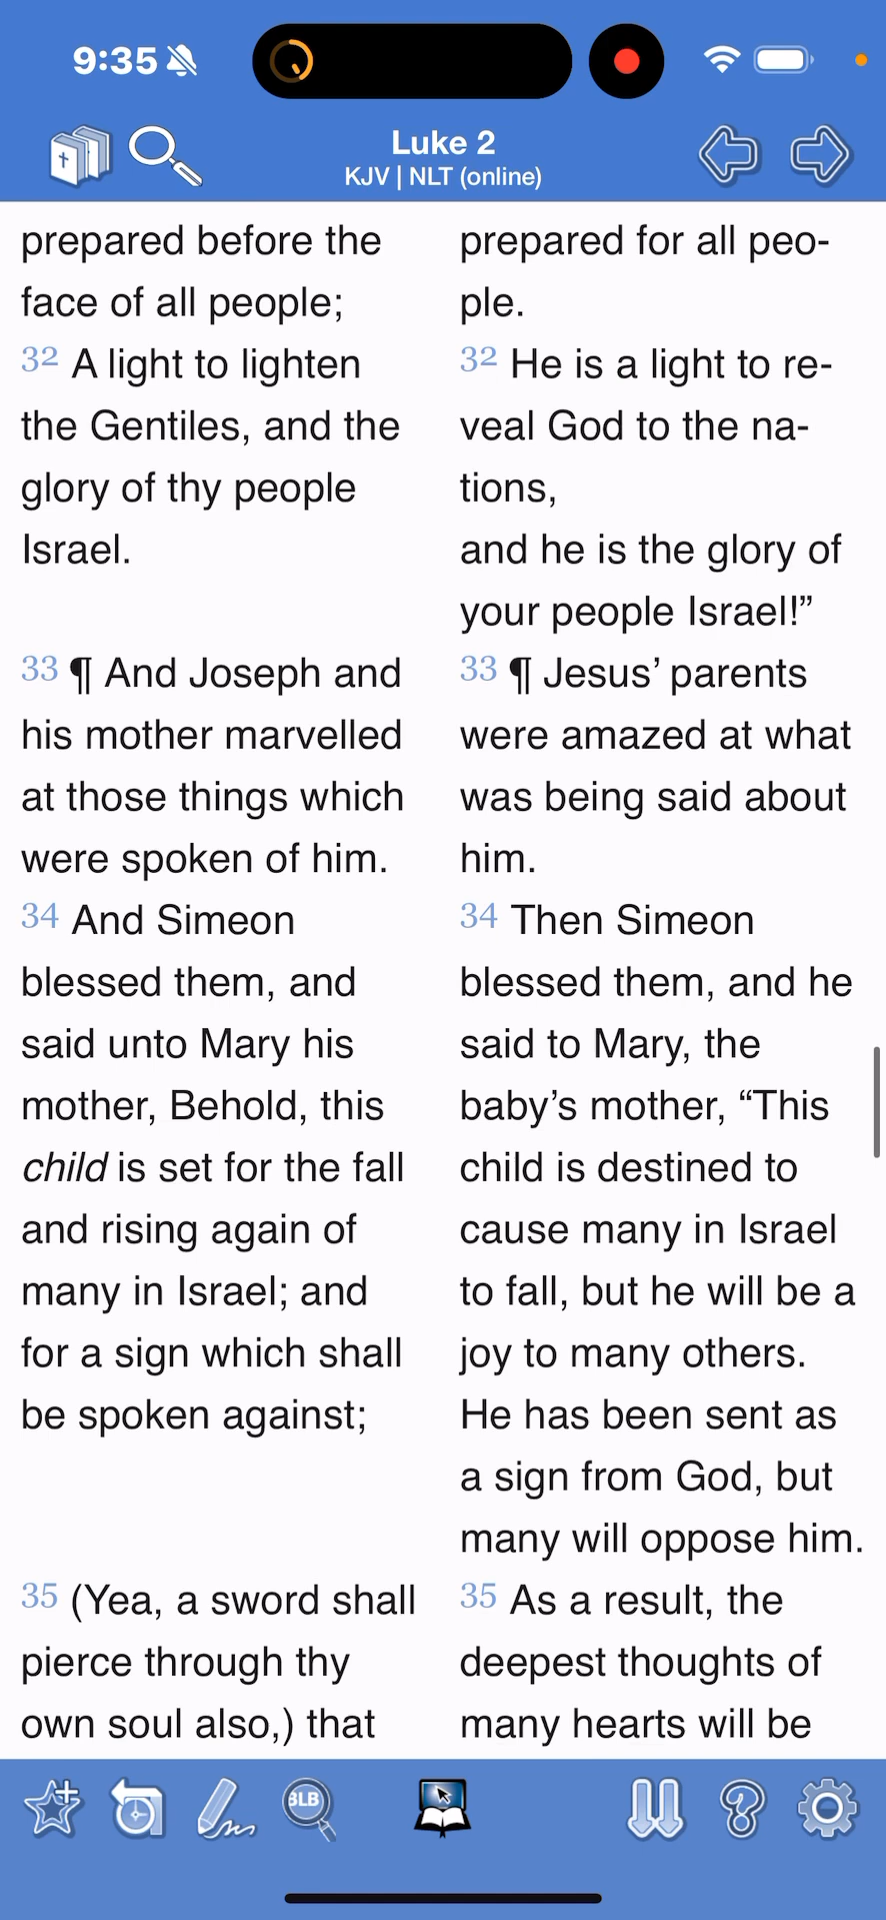 9:35
Luke 2
KJV | NLT (online)
prepared before the
face of all people;
32 A light to lighten
the Gentiles, and the
glory of thy people
Israel.
33 ¶ And Joseph and
his mother marvelled
at those things which
were spoken of him.
34 And Simeon
blessed them, and
said unto Mary his
mother, Behold, this
child is set for the fall
and rising again of
many in Israel; and
for a sign which shall
be spoken against;
35 (Yea, a sword shall
pierce through thy
own soul also,) that
prepared for all peo-
ple.
32 He is a light to re-
veal God to the na-
tions,
and he is the glory of
your people Israel!”
33 ¶ Jesus’ parents
were amazed at what
was being said about
him.
34 Then Simeon
blessed them, and he
said to Mary, the
baby’s mother, “This
child is destined to
cause many in Israel
to fall, but he will be a
joy to many others.
He has been sent as
a sign from God, but
many will oppose him.
35 As a result, the
deepest thoughts of
many hearts will be
BLB